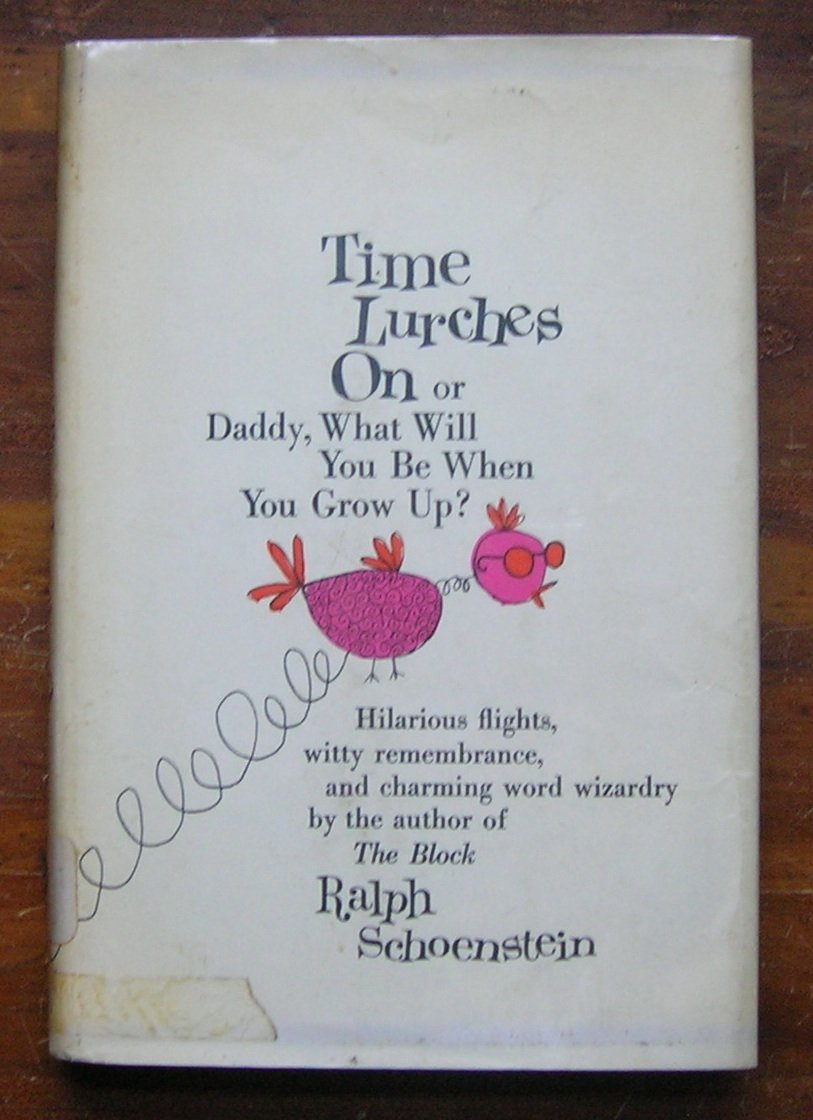 Time
Lurches
On or
Daddy, What Will
You Be When
You Grow Up?
Hilarious flights,
witty remembrance,
and charming word wizardry
by the author of
The Block
Ralph
Schoenstein